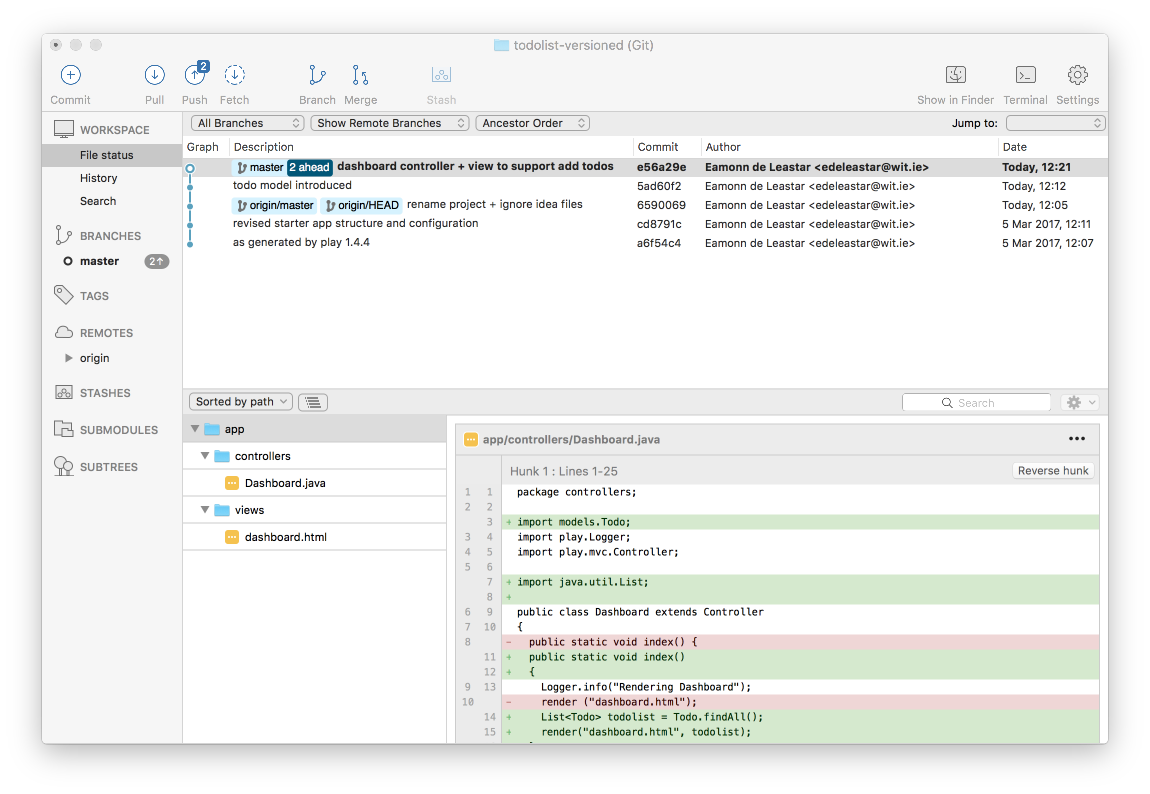 todolist-versioned (Git)
2
Commit Pull Push Fetch Branch Merge Stash Show in Finder Terminal Settings
WORKSPACE
File status
History
Search
BRANCHES
master 2↑
TAGS
REMOTES
origin
STASHES
SUBMODULES
SUBTREES
All Branches Show Remote Branches Ancestor Order Jump to:
Graph Description Commit Author Date
master 2 ahead dashboard controller + view to support add todos e56a29e Eamonn de Leastar <edeleastar@wit.ie> Today, 12:21
todo model introduced 5ad60f2 Eamonn de Leastar <edeleastar@wit.ie> Today, 12:12
origin/master origin/HEAD rename project + ignore idea files 6590069 Eamonn de Leastar <edeleastar@wit.ie> Today, 12:05
revised starter app structure and configuration cd8791c Eamonn de Leastar <edeleastar@wit.ie> 5 Mar 2017, 12:11
as generated by play 1.4.4 a6f54c4 Eamonn de Leastar <edeleastar@wit.ie> 5 Mar 2017, 12:07
Sorted by path Search
app
controllers
Dashboard.java
views
dashboard.html
app/controllers/Dashboard.java
Hunk 1 : Lines 1-25 Reverse hunk
1 1 package controllers;
2 2
3 + import models.Todo;
3 4 import play.Logger;
4 5 import play.mvc.Controller;
5 6
7 + import java.util.List;
8 +
6 9 public class Dashboard extends Controller
7 10 {
8 - public static void index() {
11 + public static void index()
12 + {
9 13 Logger.info("Rendering Dashboard");
10 - render ("dashboard.html");
14 + List<Todo> todolist = Todo.findAll();
15 + render("dashboard.html", todolist);